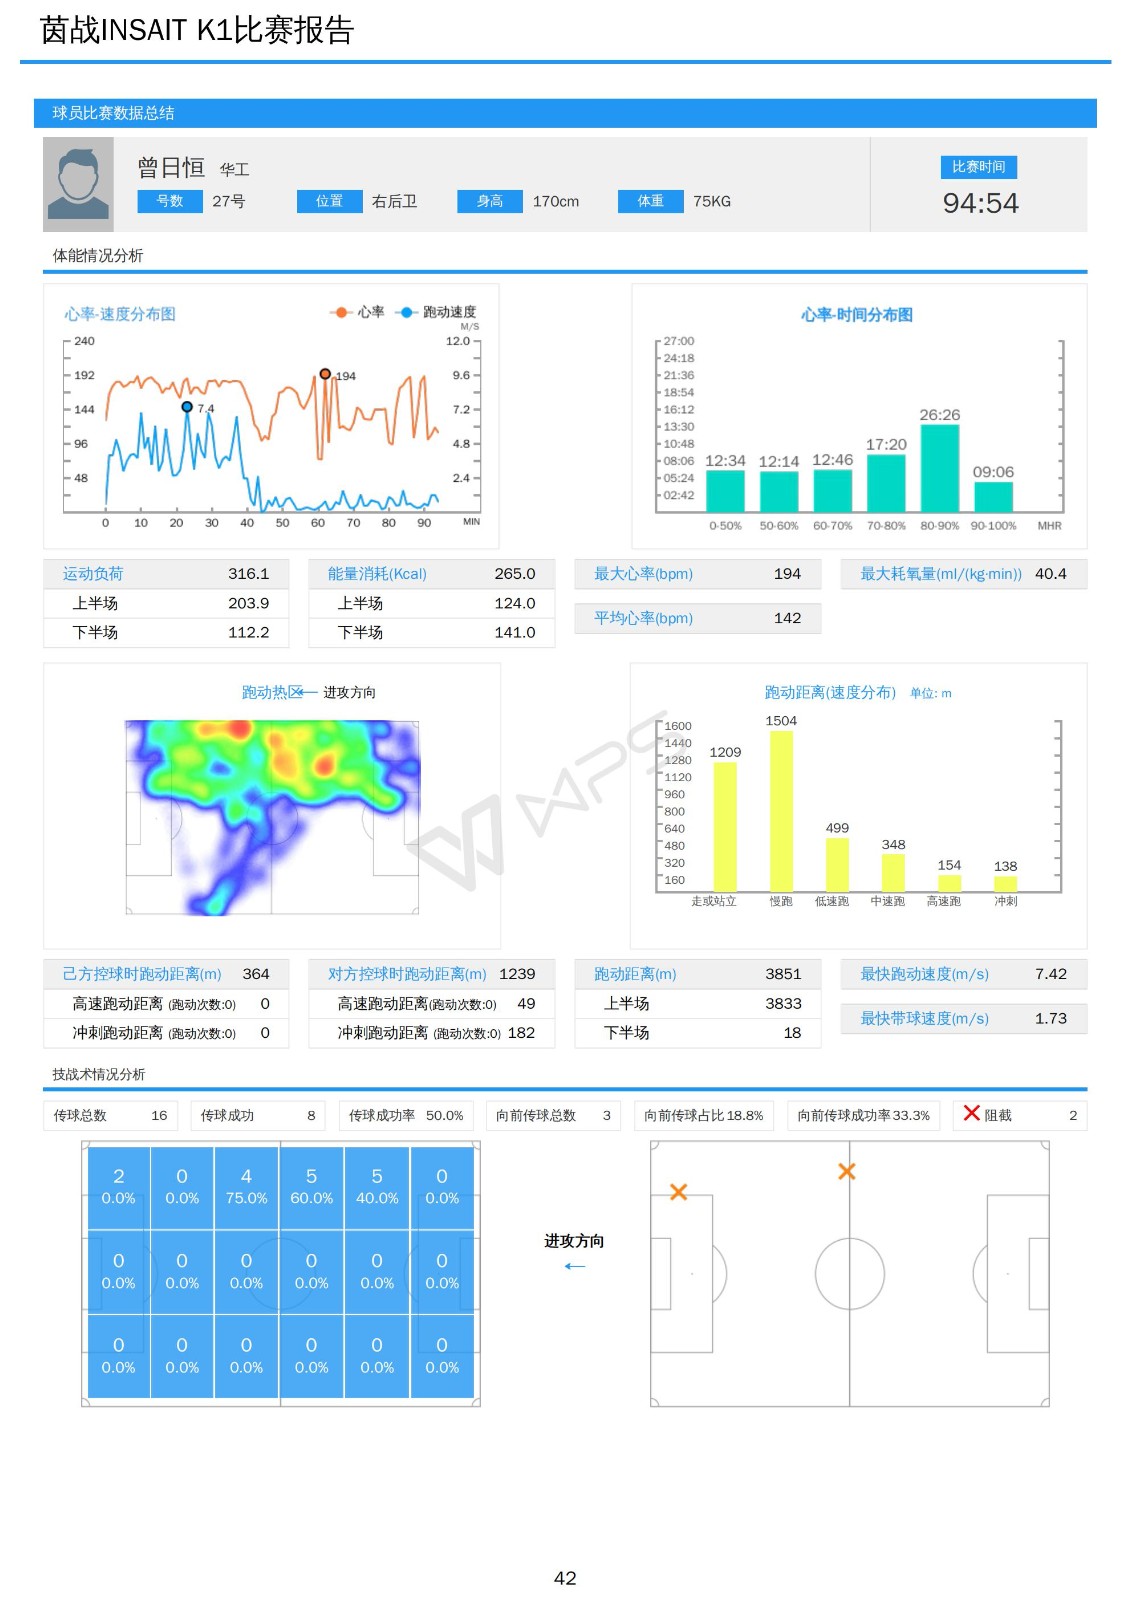 茵战INSAIT K1比赛报告
球员比赛数据总结
曾日恒 华工
号数 27号 位置 右后卫 身高 170cm 体重 75KG
比赛时间
94:54
体能情况分析
心率-速度分布图
心率 跑动速度
M/S
240 12.0
192 9.6
144 7.2
96 4.8
48 2.4
194
7.4
0 10 20 30 40 50 60 70 80 90 MIN
心率-时间分布图
27:00
24:18
21:36
18:54
16:12
13:30
10:48
08:06
05:24
02:42
12:34 12:14 12:46 17:20 26:26 09:06
0-50% 50-60% 60-70% 70-80% 80-90% 90-100% MHR
运动负荷 316.1
上半场 203.9
下半场 112.2
能量消耗(Kcal) 265.0
上半场 124.0
下半场 141.0
最大心率(bpm) 194
平均心率(bpm) 142
最大耗氧量(ml/(kg·min)) 40.4
跑动热区 ← 进攻方向
跑动距离(速度分布) 单位: m
1600
1440
1280
1120
960
800
640
480
320
160
1209 1504 499 348 154 138
走或站立 慢跑 低速跑 中速跑 高速跑 冲刺
WPS
己方控球时跑动距离(m) 364
高速跑动距离 (跑动次数:0) 0
冲刺跑动距离 (跑动次数:0) 0
对方控球时跑动距离(m) 1239
高速跑动距离(跑动次数:0) 49
冲刺跑动距离 (跑动次数:0) 182
跑动距离(m) 3851
上半场 3833
下半场 18
最快跑动速度(m/s) 7.42
最快带球速度(m/s) 1.73
技战术情况分析
传球总数 16 传球成功 8 传球成功率 50.0% 向前传球总数 3 向前传球占比 18.8% 向前传球成功率 33.3% 阻截 2
2 0 4 5 5 0
0.0% 0.0% 75.0% 60.0% 40.0% 0.0%
0 0 0 0 0 0
0.0% 0.0% 0.0% 0.0% 0.0% 0.0%
0 0 0 0 0 0
0.0% 0.0% 0.0% 0.0% 0.0% 0.0%
进攻方向
←
42